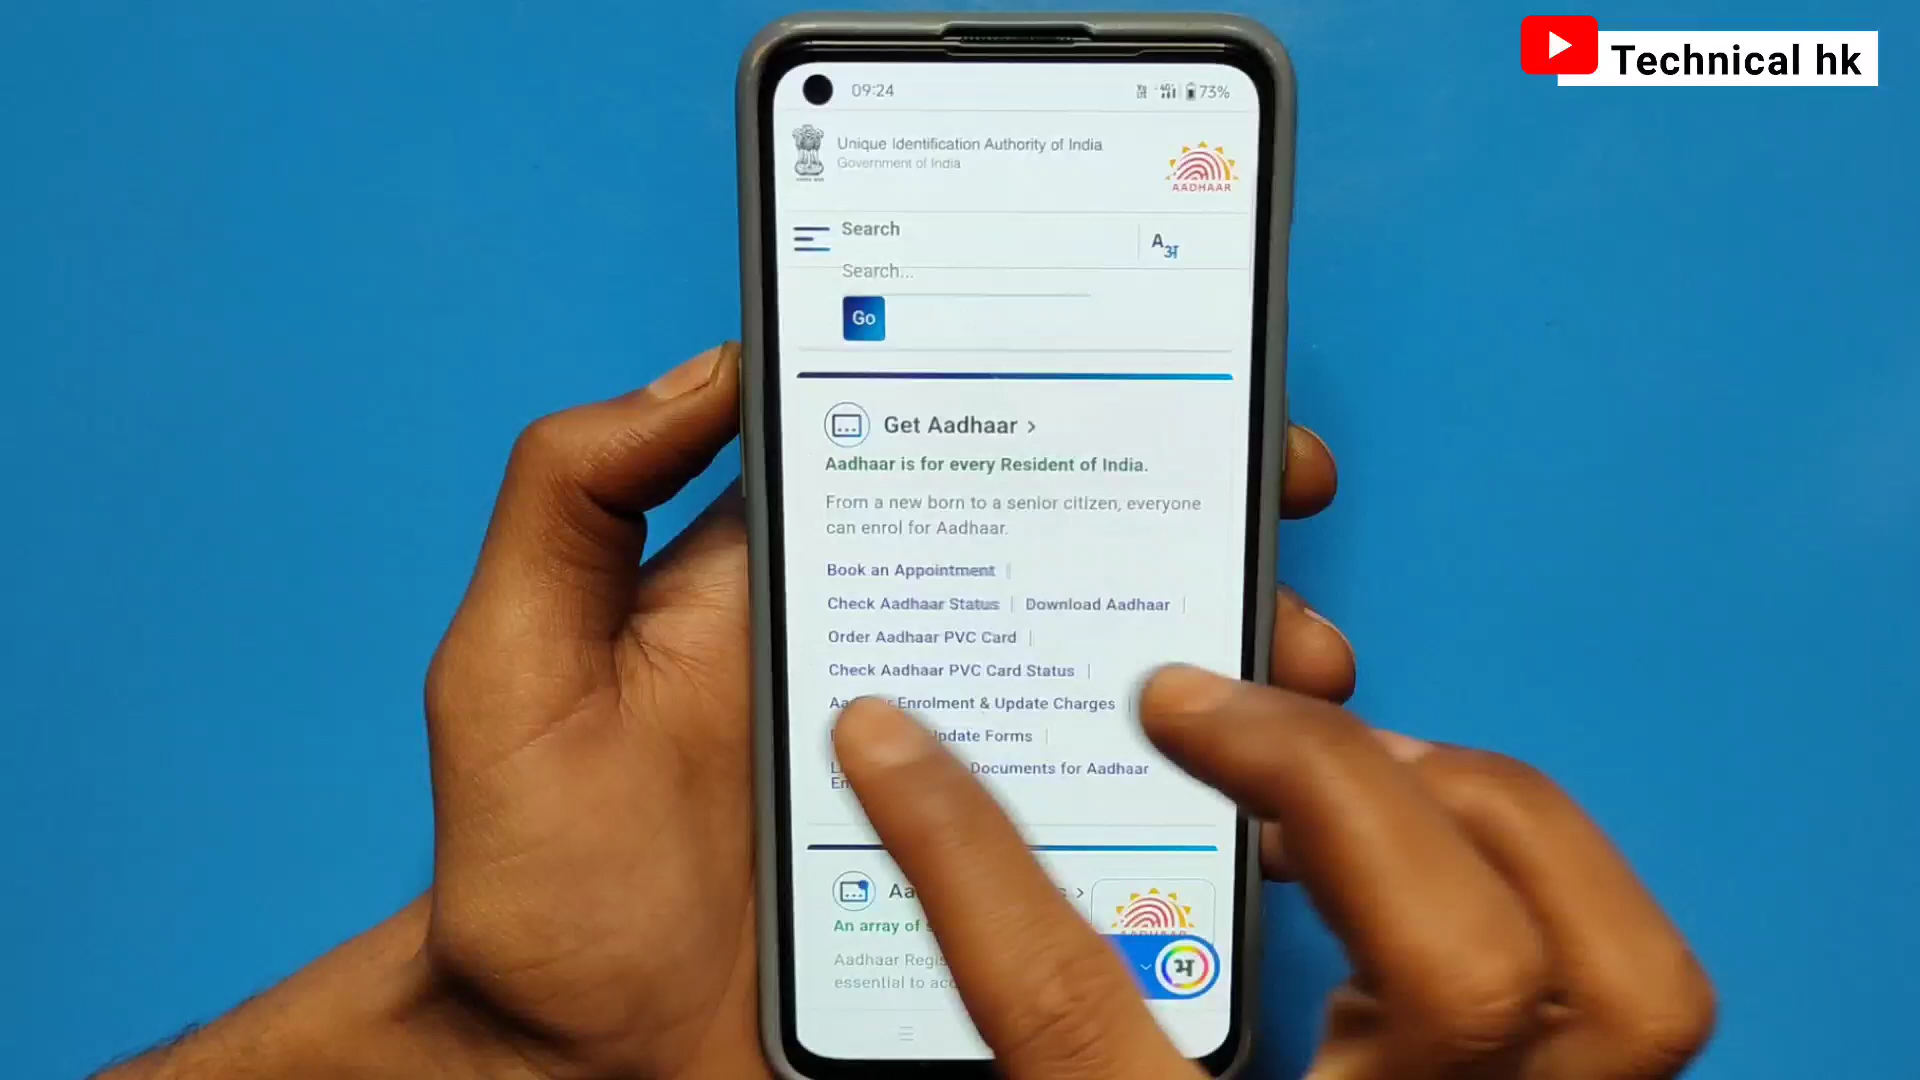 Technical hk
09:24
73%
Unique Identification Authority of India
Government of India
AADHAAR
Search
A अ
Search...
Go
Get Aadhaar >
Aadhaar is for every Resident of India.
From a new born to a senior citizen, everyone
can enrol for Aadhaar.
Book an Appointment |
Check Aadhaar Status | Download Aadhaar |
Order Aadhaar PVC Card |
Check Aadhaar PVC Card Status |
Enrolment & Update Charges |
Update Forms |
Documents for Aadhaar
An array of
Aadhaar
essential to